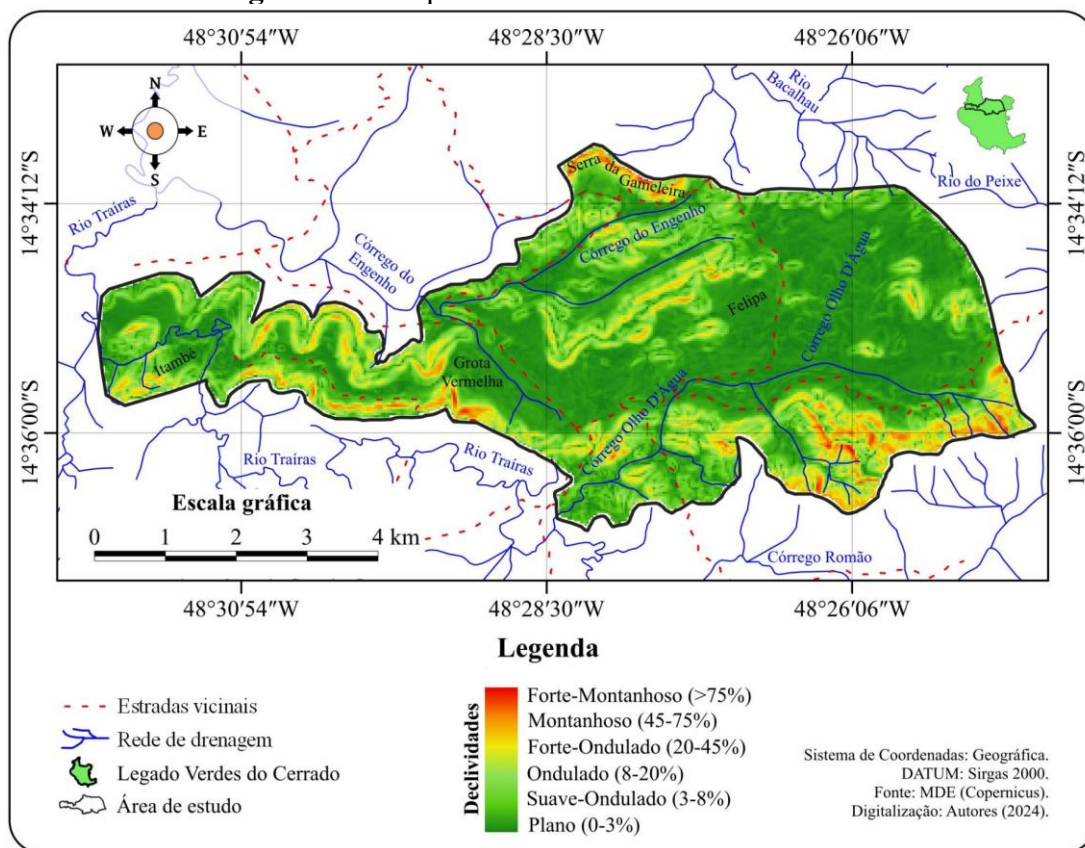 48°30′54″W
48°28′30″W
48°26′06″W
N
W
E
S
Rio
Bacalhau
Serra da
Gameleira
14°34′12″S
14°34′12″S
Rio do Peixe
Rio Traíras
Córrego do
Engenho
Córrego do Engenho
Felipa
Córrego Olho D'Água
Itambé
Grota
Vermelha
14°36′00″S
14°36′00″S
Córrego Olho D'Água
Rio Traíras
Rio Traíras
Escala gráfica
0 1 2 3 4 km
Córrego Romão
48°30′54″W
48°28′30″W
48°26′06″W
Legenda
Estradas vicinais
Rede de drenagem
Legado Verdes do Cerrado
Área de estudo
Declividades
Forte-Montanhoso (>75%)
Montanhoso (45-75%)
Forte-Ondulado (20-45%)
Ondulado (8-20%)
Suave-Ondulado (3-8%)
Plano (0-3%)
Sistema de Coordenadas: Geográfica.
DATUM: Sirgas 2000.
Fonte: MDE (Copernicus).
Digitalização: Autores (2024).